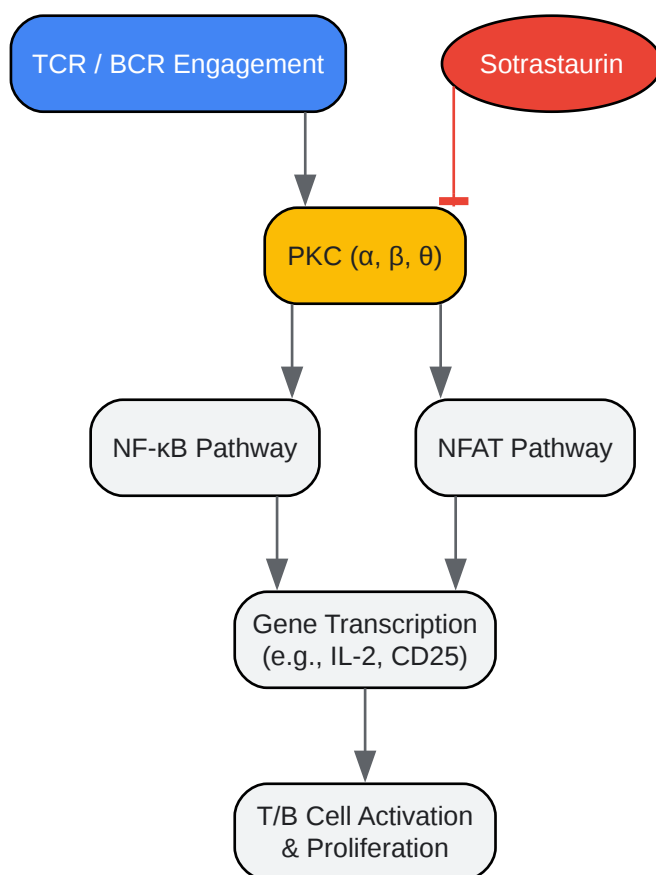 TCR / BCR Engagement
Sotrastaurin
PKC (α, β, θ)
NF-κB Pathway
NFAT Pathway
Gene Transcription
(e.g., IL-2, CD25)
T/B Cell Activation
& Proliferation